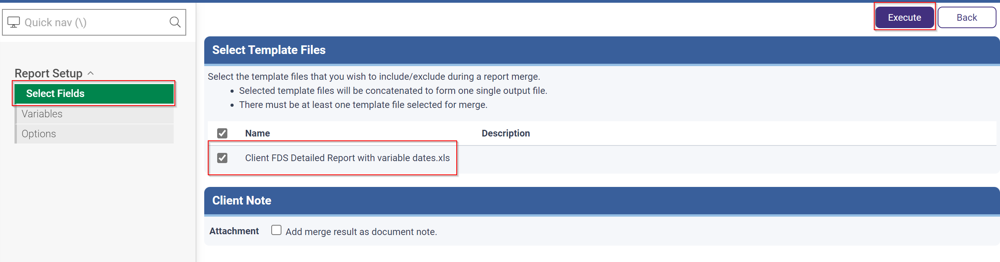 Quick nav (\)
Execute
Back
Report Setup
Select Fields
Variables
Options
Select Template Files
Select the template files that you wish to include/exclude during a report merge.
• Selected template files will be concatenated to form one single output file.
• There must be at least one template file selected for merge.
Name Description
Client FDS Detailed Report with variable dates.xls
Client Note
Attachment Add merge result as document note.